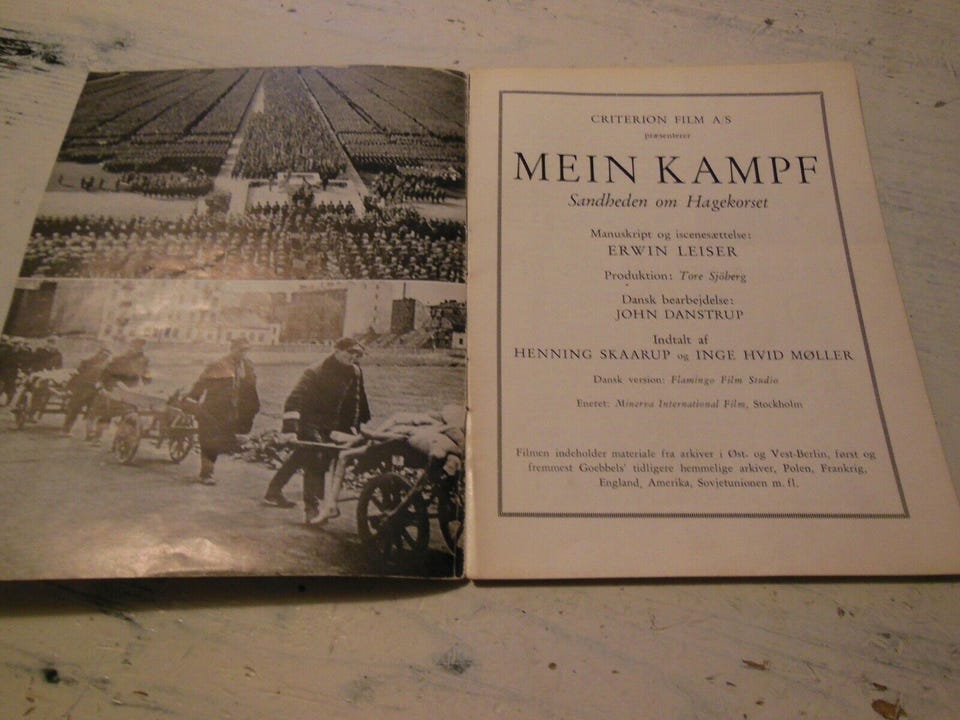 CRITERION FILM A/S
præsenterer
MEIN KAMPF
Sandheden om Hagekorset
Manuskript og iscenesættelse:
ERWIN LEISER
Produktion: Tore Sjöberg
Dansk bearbejdelse:
JOHN DANSTRUP
Indtalt af
HENNING SKAARUP og INGE HVID MØLLER
Dansk version: Flamingo Film Studio
Eneret: Minerva International Film, Stockholm
Filmen indeholder materiale fra arkiver i Øst- og Vest-Berlin, først og
fremmest Goebbels' tidligere hemmelige arkiver, Polen, Frankrig,
England, Amerika, Sovjetunionen m. fl.